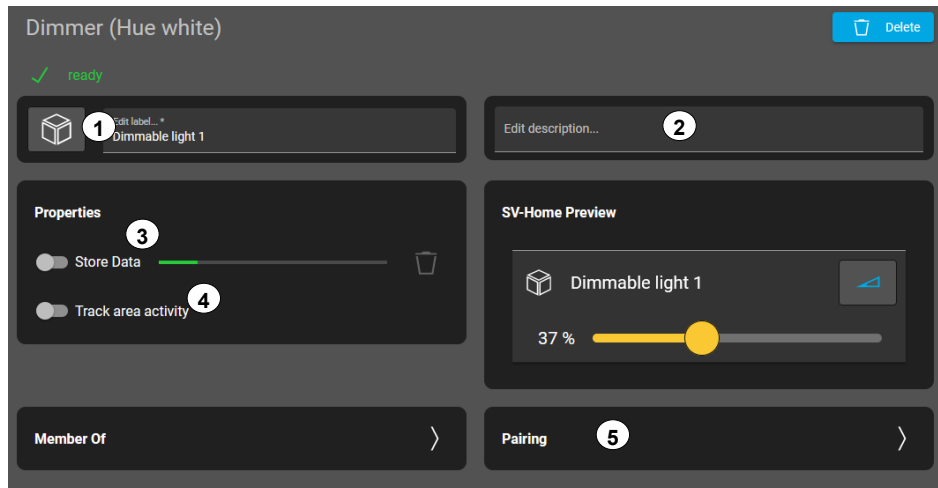 Dimmer (Hue white)
Delete
ready
1
Edit label... *
Dimmable light 1
Edit description...
2
Properties
3
Store Data
4
Track area activity
SV-Home Preview
Dimmable light 1
37 %
Member Of
Pairing
5